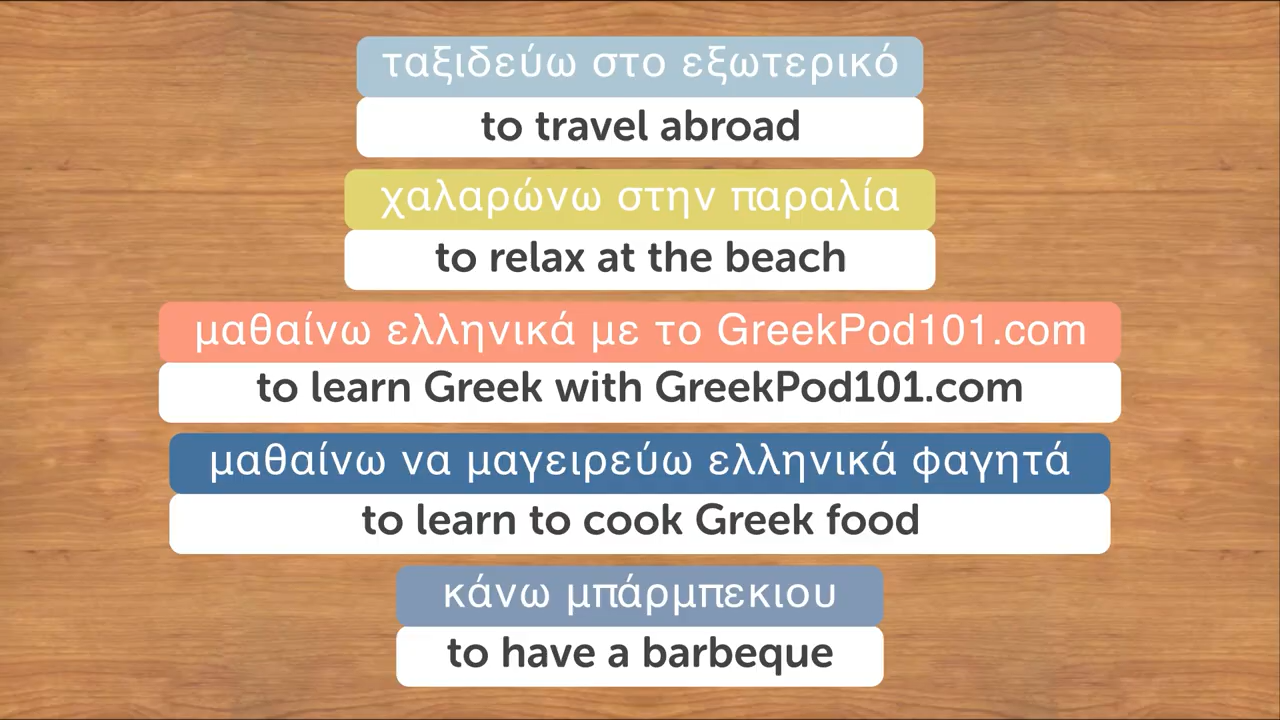 ταξιδεύω στο εξωτερικό
to travel abroad
χαλαρώνω στην παραλία
to relax at the beach
μαθαίνω ελληνικά με το GreekPod101.com
to learn Greek with GreekPod101.com
μαθαίνω να μαγειρεύω ελληνικά φαγητά
to learn to cook Greek food
κάνω μπάρμπεκιου
to have a barbeque